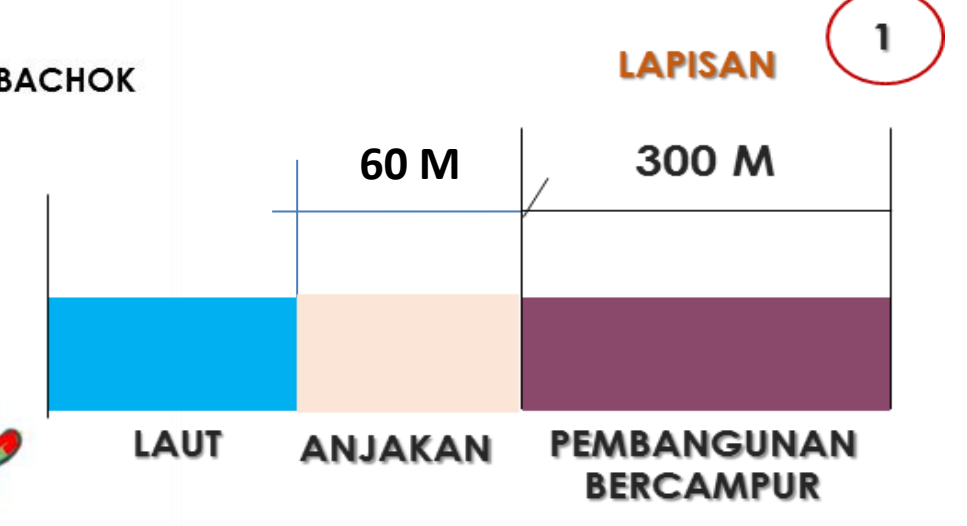 BACHOK
LAPISAN
1
60 M
300 M
LAUT
ANJAKAN
PEMBANGUNAN
BERCAMPUR